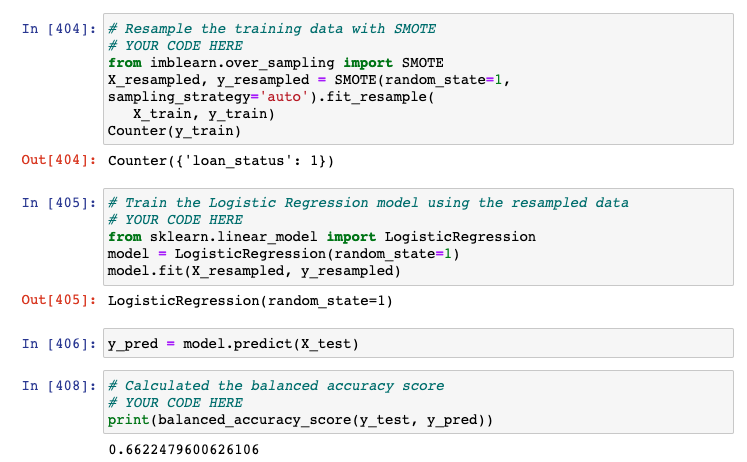 In [404]: # Resample the training data with SMOTE
# YOUR CODE HERE
from imblearn.over_sampling import SMOTE
X_resampled, y_resampled = SMOTE(random_state=1,
sampling_strategy='auto').fit_resample(
X_train, y_train)
Counter(y_train)
Out[404]: Counter({'loan_status': 1})
In [405]: # Train the Logistic Regression model using the resampled data
# YOUR CODE HERE
from sklearn.linear_model import LogisticRegression
model = LogisticRegression(random_state=1)
model.fit(X_resampled, y_resampled)
Out[405]: LogisticRegression(random_state=1)
In [406]: y_pred = model.predict(X_test)
In [408]: # Calculated the balanced accuracy score
# YOUR CODE HERE
print(balanced_accuracy_score(y_test, y_pred))
0.6622479600626106